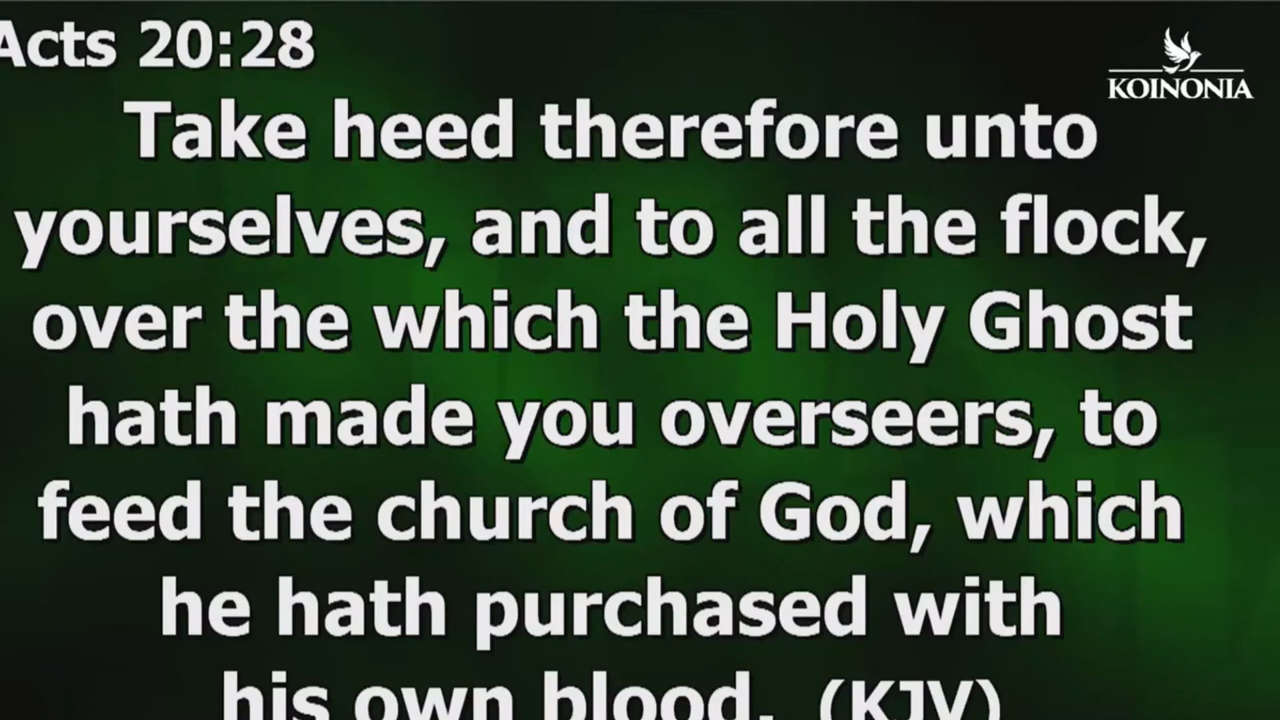 Acts 20:28
KOINONIA
Take heed therefore unto
yourselves, and to all the flock,
over the which the Holy Ghost
hath made you overseers, to
feed the church of God, which
he hath purchased with
his own blood. (KJV)